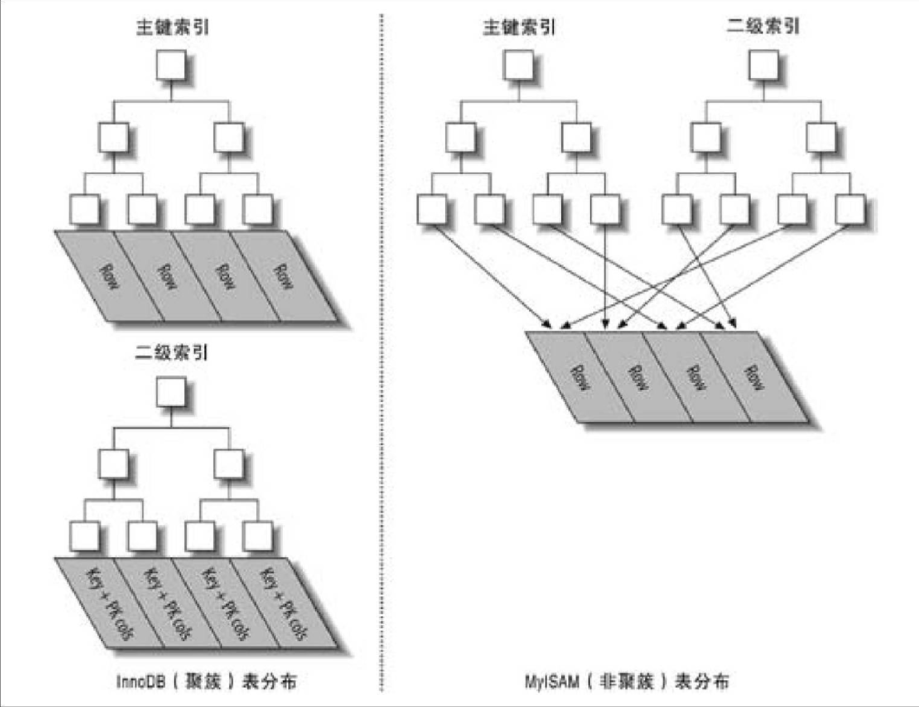 主键索引
Row
Row
Row
Row
二级索引
Key + PK cols
Key + PK cols
Key + PK cols
Key + PK cols
InnoDB（聚簇）表分布
主键索引
二级索引
Row
Row
Row
Row
MyISAM（非聚簇）表分布